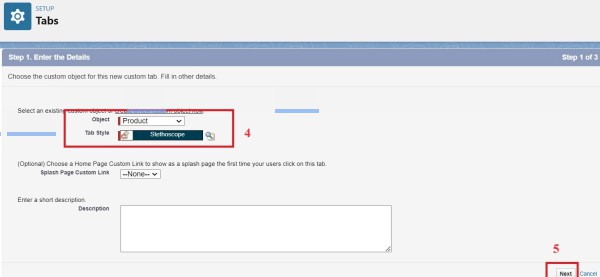 SETUP
Tabs
Step 1. Enter the Details
Step 1 of 3
Choose the custom object for this new custom tab. Fill in other details.
Select an existing custom object or
Object
Product
Tab Style
Stethoscope
4
(Optional) Choose a Home Page Custom Link to show as a splash page the first time your users click on this tab.
Splash Page Custom Link
--None--
Enter a short description.
Description
5
Next
Cancel